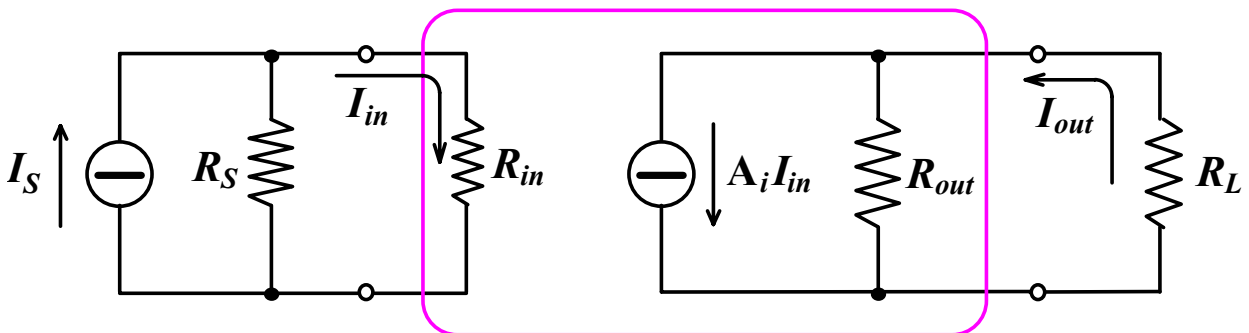 I_S
R_S
I_in
R_in
A_i I_in
R_out
I_out
R_L